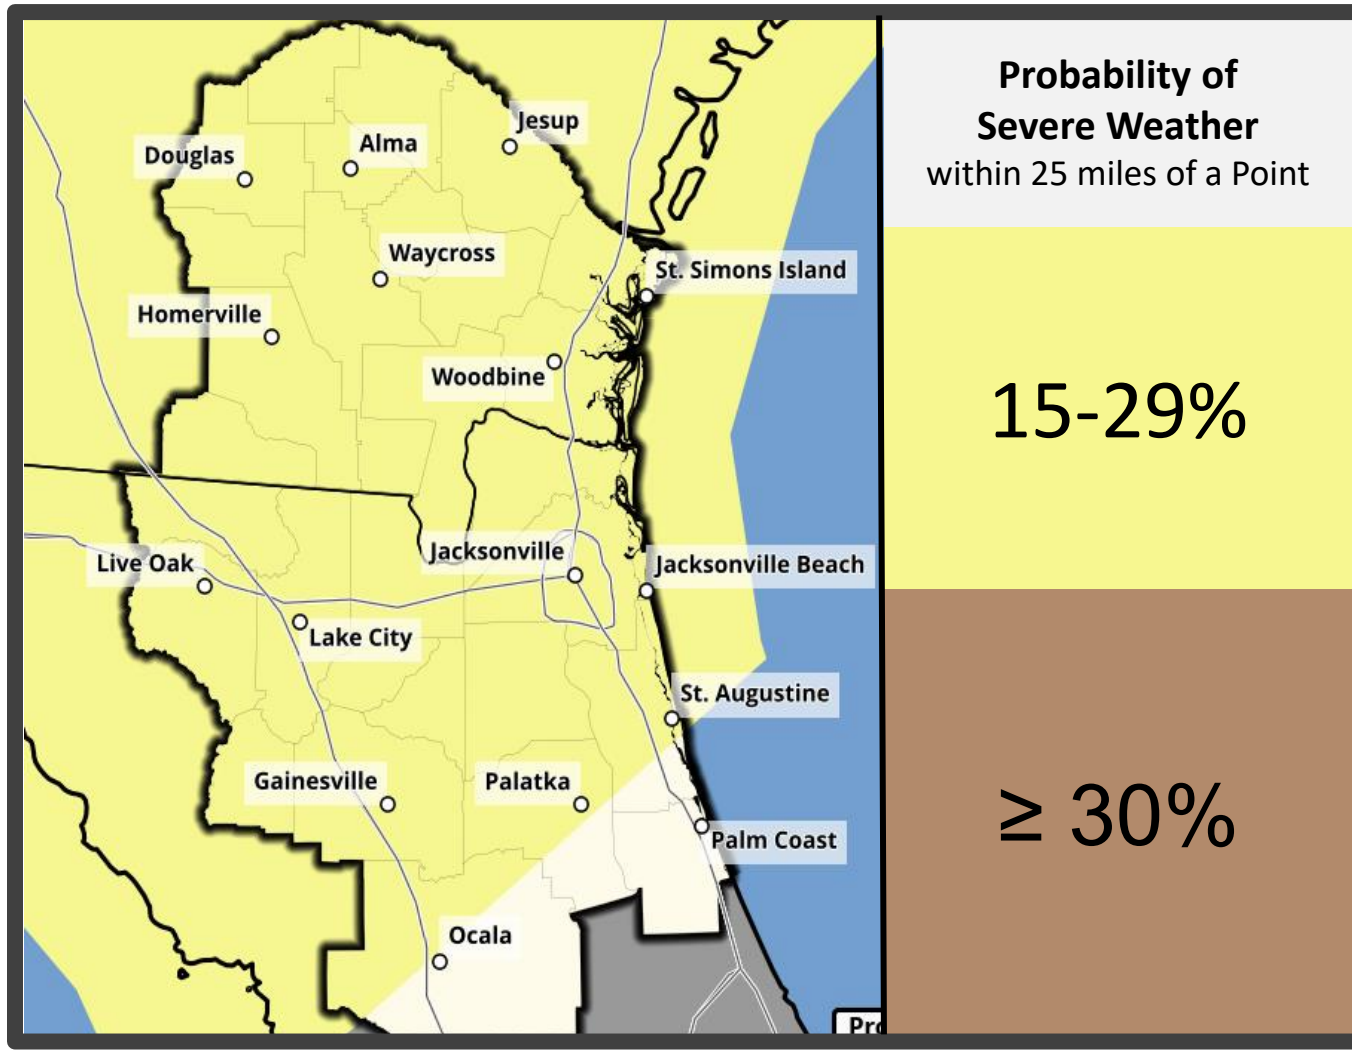 Probability of
Severe Weather
within 25 miles of a Point
15-29%
≥ 30%
Jesup
Alma
Douglas
Waycross
St. Simons Island
Homerville
Woodbine
Jacksonville
Live Oak
Jacksonville Beach
Lake City
St. Augustine
Gainesville
Palatka
Palm Coast
Ocala